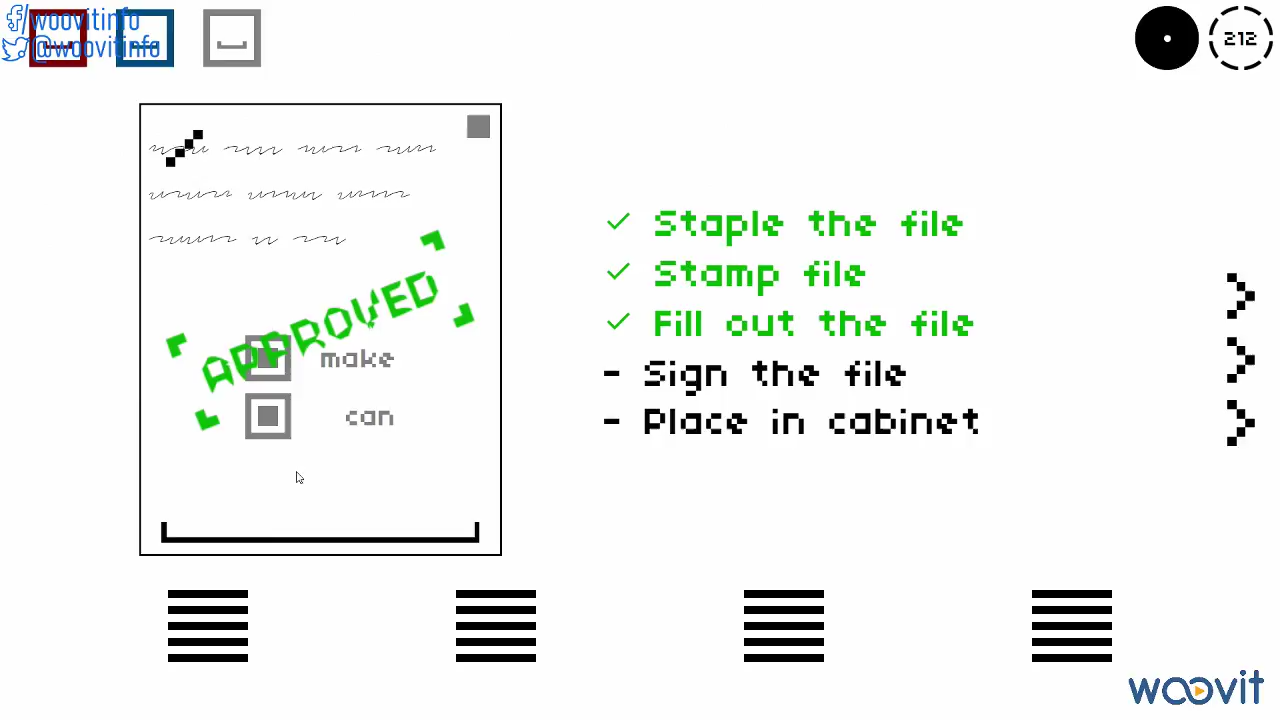 /woovitinfo
@woovitinfo
212
APPROVED
make
can
✓ Staple the file
✓ Stamp file
✓ Fill out the file
- Sign the file
- Place in cabinet
woovit